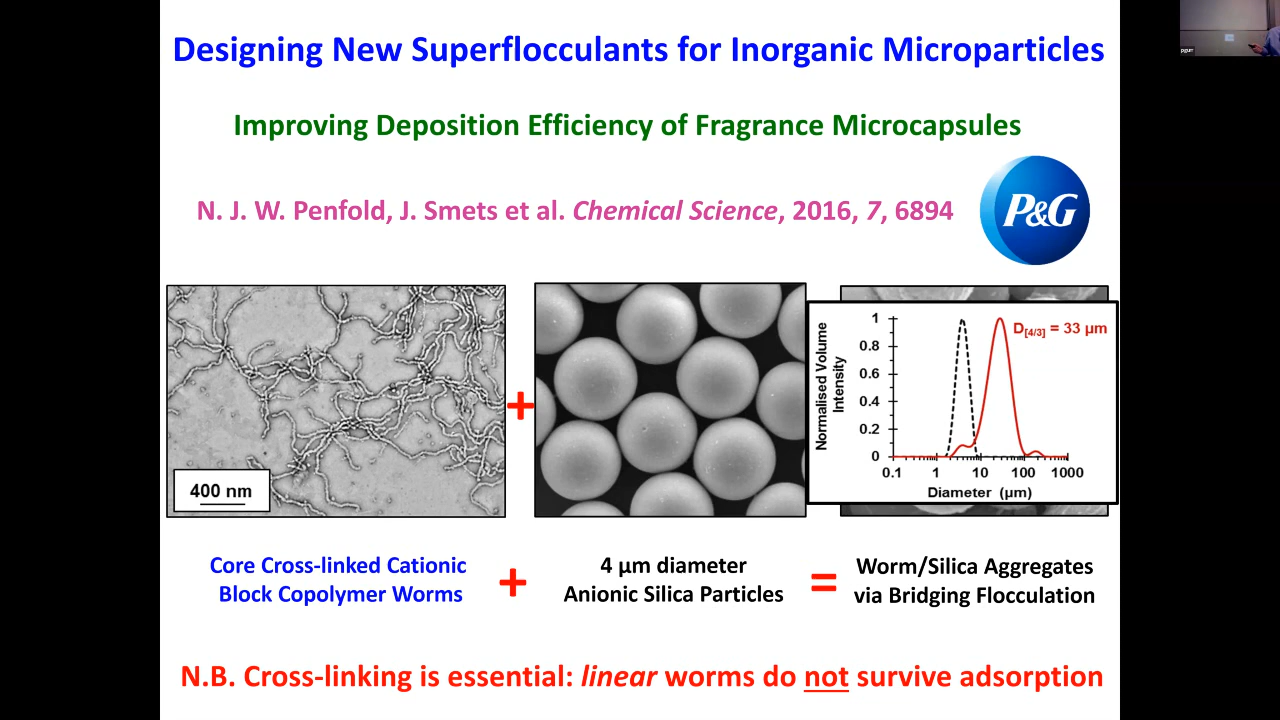 Designing New Superflocculants for Inorganic Microparticles
Improving Deposition Efficiency of Fragrance Microcapsules
N. J. W. Penfold, J. Smets et al. Chemical Science, 2016, 7, 6894
P&G
400 nm
+
Normalised Volume
Intensity
1
0.8
0.6
0.4
0.2
0
D[4/3] = 33 µm
0.1 1 10 100 1000
Diameter (µm)
Core Cross-linked Cationic
Block Copolymer Worms
+
4 µm diameter
Anionic Silica Particles
=
Worm/Silica Aggregates
via Bridging Flocculation
N.B. Cross-linking is essential: linear worms do not survive adsorption